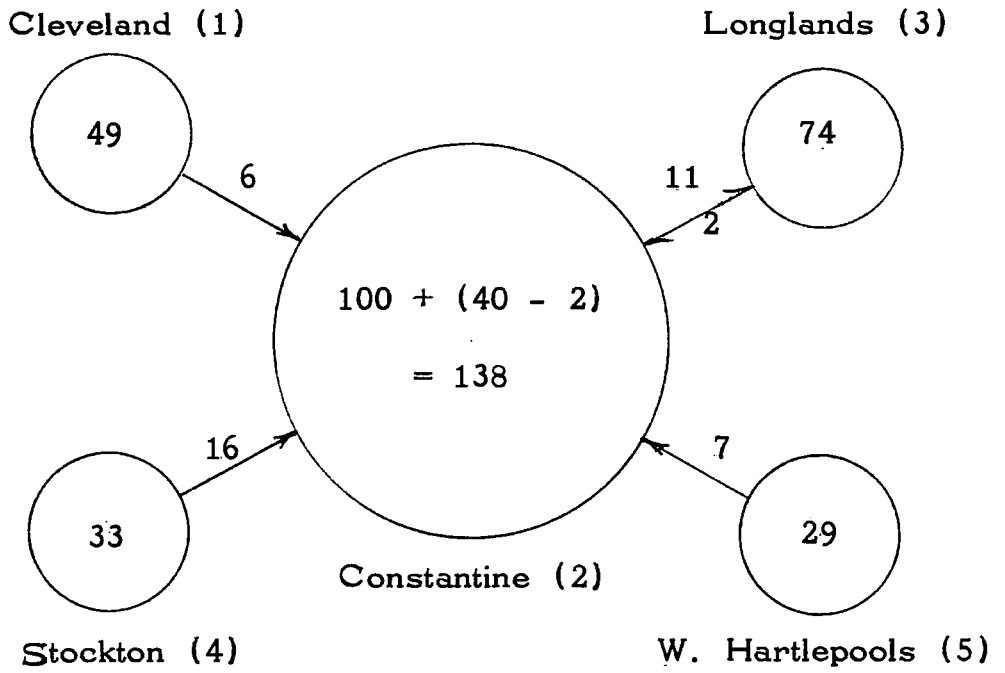 Cleveland (1)
Longlands (3)
49
74
6
11
2
100 + (40 - 2)
= 138
16
7
33
29
Constantine (2)
Stockton (4)
W. Hartlepools (5)